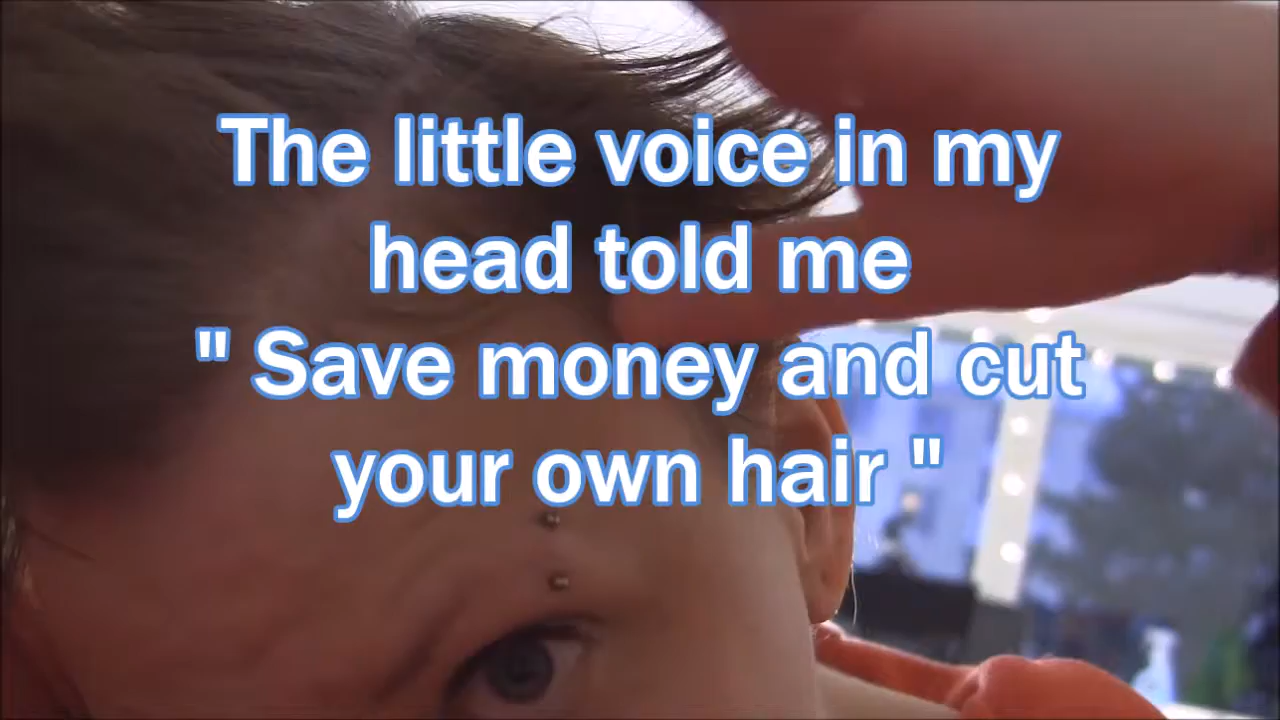 The little voice in my
head told me
" Save money and cut
your own hair "